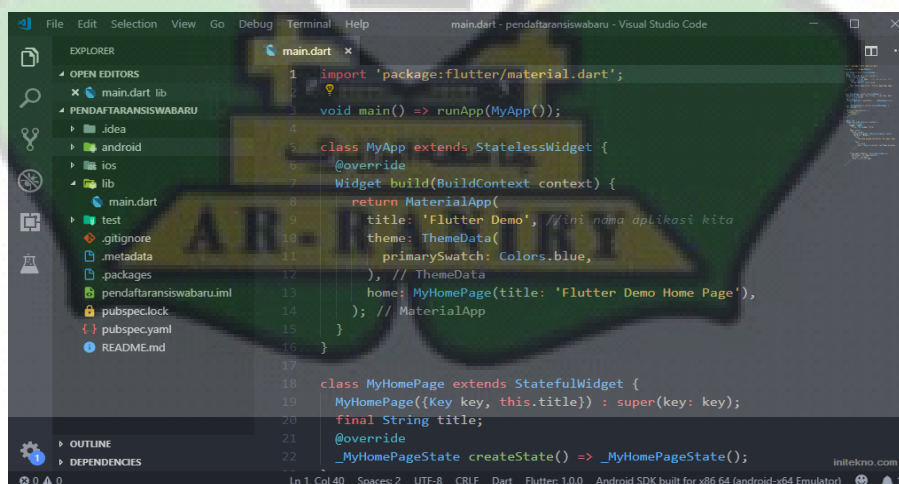 File Edit Selection View Go Debug Terminal Help main.dart - pendaftaransiswabaru - Visual Studio Code
EXPLORER
OPEN EDITORS
main.dart lib
PENDAFTARANSISWABARU
.idea
android
ios
lib
main.dart
test
.gitignore
.metadata
.packages
pendaftaransiswabaru.iml
pubspec.lock
pubspec.yaml
README.md
OUTLINE
DEPENDENCIES
main.dart
1 import 'package:flutter/material.dart';
2
3 void main() => runApp(MyApp());
4
5 class MyApp extends StatelessWidget {
6 @override
7 Widget build(BuildContext context) {
8 return MaterialApp(
9 title: 'Flutter Demo', //ini nama aplikasi kita
10 theme: ThemeData(
11 primarySwatch: Colors.blue,
12 ), // ThemeData
13 home: MyHomePage(title: 'Flutter Demo Home Page'),
14 ); // MaterialApp
15 }
16 }
17
18 class MyHomePage extends StatefulWidget {
19 MyHomePage({Key key, this.title}) : super(key: key);
20 final String title;
21 @override
22 _MyHomePageState createState() => _MyHomePageState();
AR-RANIRY
initekno.com
1
0 0 Ln 1, Col 40 Spaces: 2 UTF-8 CRLF Dart Flutter: 1.0.0 Android SDK built for x86 64 (android-x64 Emulator)